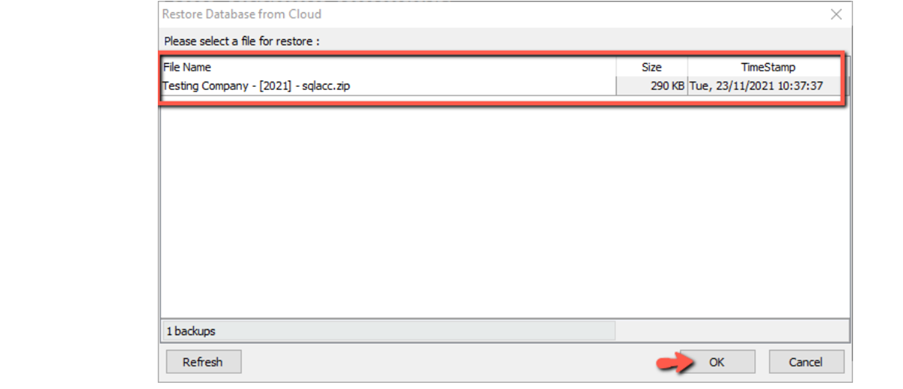 Restore Database from Cloud
Please select a file for restore :
File Name Size TimeStamp
Testing Company - [2021] - sqlacc.zip 290 KB Tue, 23/11/2021 10:37:37
1 backups
Refresh OK Cancel